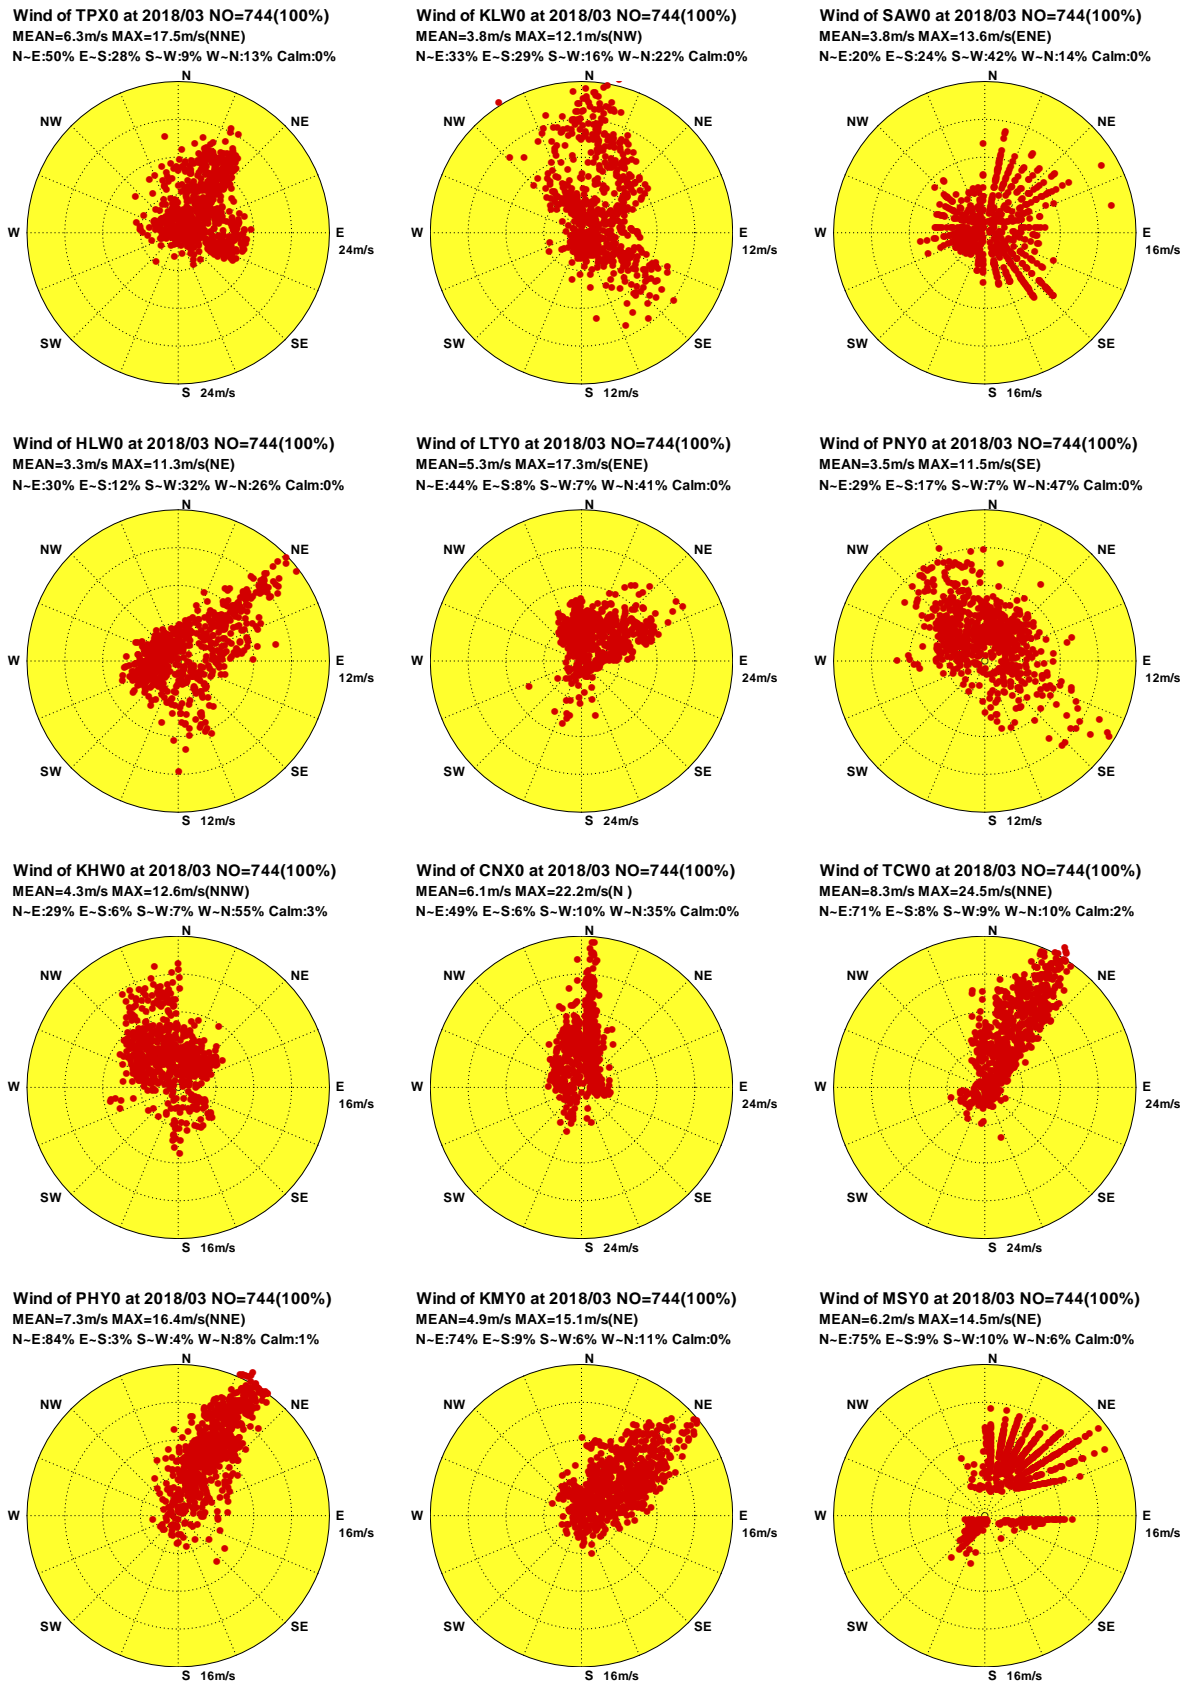 Wind of TPX0 at 2018/03 NO=744(100%)
MEAN=6.3m/s MAX=17.5m/s(NNE)
N~E:50% E~S:28% S~W:9% W~N:13% Calm:0%
N
NW
NE
W
E
24m/s
SW
SE
S 24m/s
Wind of KLW0 at 2018/03 NO=744(100%)
MEAN=3.8m/s MAX=12.1m/s(NW)
N~E:33% E~S:29% S~W:16% W~N:22% Calm:0%
N
NW
NE
W
E
12m/s
SW
SE
S 12m/s
Wind of SAW0 at 2018/03 NO=744(100%)
MEAN=3.8m/s MAX=13.6m/s(ENE)
N~E:20% E~S:24% S~W:42% W~N:14% Calm:0%
N
NW
NE
W
E
16m/s
SW
SE
S 16m/s
Wind of HLW0 at 2018/03 NO=744(100%)
MEAN=3.3m/s MAX=11.3m/s(NE)
N~E:30% E~S:12% S~W:32% W~N:26% Calm:0%
N
NW
NE
W
E
12m/s
SW
SE
S 12m/s
Wind of LTY0 at 2018/03 NO=744(100%)
MEAN=5.3m/s MAX=17.3m/s(ENE)
N~E:44% E~S:8% S~W:7% W~N:41% Calm:0%
N
NW
NE
W
E
24m/s
SW
SE
S 24m/s
Wind of PNY0 at 2018/03 NO=744(100%)
MEAN=3.5m/s MAX=11.5m/s(SE)
N~E:29% E~S:17% S~W:7% W~N:47% Calm:0%
N
NW
NE
W
E
12m/s
SW
SE
S 12m/s
Wind of KHW0 at 2018/03 NO=744(100%)
MEAN=4.3m/s MAX=12.6m/s(NNW)
N~E:29% E~S:6% S~W:7% W~N:55% Calm:3%
N
NW
NE
W
E
16m/s
SW
SE
S 16m/s
Wind of CNX0 at 2018/03 NO=744(100%)
MEAN=6.1m/s MAX=22.2m/s(N )
N~E:49% E~S:6% S~W:10% W~N:35% Calm:0%
N
NW
NE
W
E
24m/s
SW
SE
S 24m/s
Wind of TCW0 at 2018/03 NO=744(100%)
MEAN=8.3m/s MAX=24.5m/s(NNE)
N~E:71% E~S:8% S~W:9% W~N:10% Calm:2%
N
NW
NE
W
E
24m/s
SW
SE
S 24m/s
Wind of PHY0 at 2018/03 NO=744(100%)
MEAN=7.3m/s MAX=16.4m/s(NNE)
N~E:84% E~S:3% S~W:4% W~N:8% Calm:1%
N
NW
NE
W
E
16m/s
SW
SE
S 16m/s
Wind of KMY0 at 2018/03 NO=744(100%)
MEAN=4.9m/s MAX=15.1m/s(NE)
N~E:74% E~S:9% S~W:6% W~N:11% Calm:0%
N
NW
NE
W
E
16m/s
SW
SE
S 16m/s
Wind of MSY0 at 2018/03 NO=744(100%)
MEAN=6.2m/s MAX=14.5m/s(NE)
N~E:75% E~S:9% S~W:10% W~N:6% Calm:0%
N
NW
NE
W
E
16m/s
SW
SE
S 16m/s